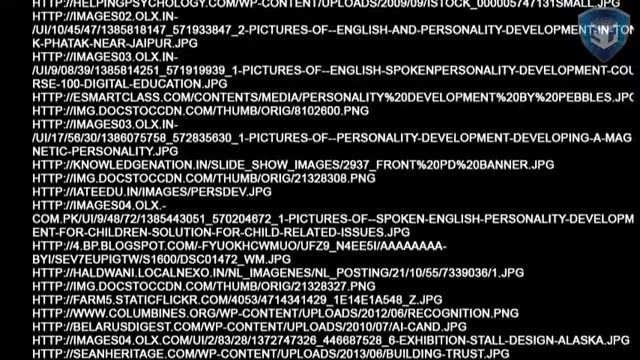 HTTP://HELPINGPSYCHOLOGY.COM/WP-CONTENT/UPLOADS/2009/09/ISTOCK_000005747131SMALL.JPG
HTTP://IMAGES02.OLX.IN-
/UI/10/45/47/1385818147_571933847_2-PICTURES-OF--ENGLISH-AND-PERSONALITY-DEVELOPMENT-IN-TON
K-PHATAK-NEAR-JAIPUR.JPG
HTTP://IMAGES03.OLX.IN-
/UI/9/08/39/1385814251_571919939_1-PICTURES-OF--ENGLISH-SPOKENPERSONALITY-DEVELOPMENT-COU
RSE-100-DIGITAL-EDUCATION.JPG
HTTP://ESMARTCLASS.COM/CONTENTS/MEDIA/PERSONALITY%20DEVELOPMENT%20BY%20PEBBLES.JPG
HTTP://IMG.DOCSTOCCDN.COM/THUMB/ORIG/8102600.PNG
HTTP://IMAGES03.OLX.IN-
/UI/17/56/30/1386075758_572835630_1-PICTURES-OF--PERSONALITY-DEVELOPMENT-DEVELOPING-A-MAG
NETIC-PERSONALITY.JPG
HTTP://KNOWLEDGENATION.IN/SLIDE_SHOW_IMAGES/2937_FRONT%20PD%20BANNER.JPG
HTTP://IMG.DOCSTOCCDN.COM/THUMB/ORIG/21328308.PNG
HTTP://IATEEDU.IN/IMAGES/PERSDEV.JPG
HTTP://IMAGES04.OLX.-
COM.PK/UI/9/48/72/1385443051_570204672_1-PICTURES-OF--SPOKEN-ENGLISH-PERSONALITY-DEVELOPM
ENT-FOR-CHILDREN-SOLUTION-FOR-CHILD-RELATED-ISSUES.JPG
HTTP://4.BP.BLOGSPOT.COM/-FYUOKHCWMUO/UFZ9_N4EE5I/AAAAAAAA-
BYI/SEV7EUPIGTW/S1600/DSC01472_WM.JPG
HTTP://HALDWANI.LOCALNEXO.IN/NL_IMAGENES/NL_POSTING/21/10/55/7339036/1.JPG
HTTP://IMG.DOCSTOCCDN.COM/THUMB/ORIG/21328327.PNG
HTTP://FARM5.STATICFLICKR.COM/4053/4714341429_1E14E1A548_Z.JPG
HTTP://WWW.COLUMBINES.ORG/WP-CONTENT/UPLOADS/2012/06/RECOGNITION.PNG
HTTP://BELARUSDIGEST.COM/WP-CONTENT/UPLOADS/2010/07/AI-CAND.JPG
HTTP://IMAGES04.OLX.COM/UI/2/83/28/1372747326_446687528_6-EXHIBITION-STALL-DESIGN-ALASKA.JPG
HTTP://SEANHERITAGE.COM/WP-CONTENT/UPLOADS/2013/06/BUILDING-TRUST.JPG